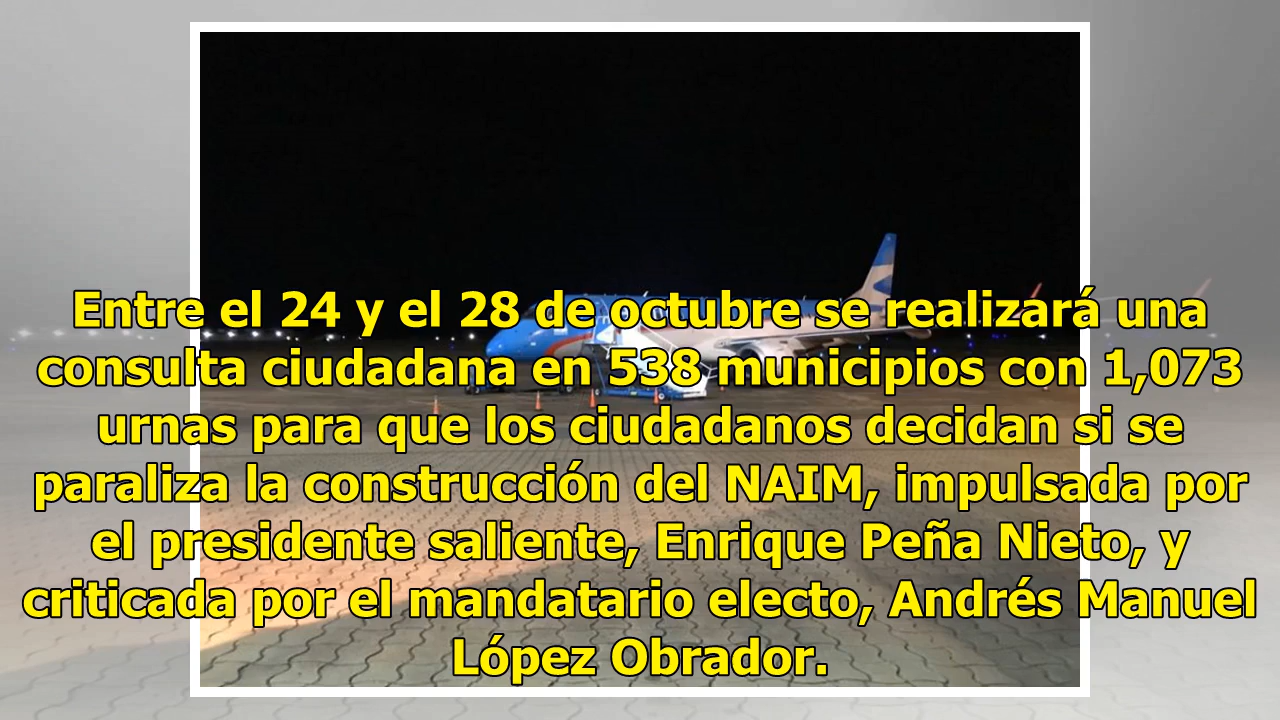 Entre el 24 y el 28 de octubre se realizará una
consulta ciudadana en 538 municipios con 1,073
urnas para que los ciudadanos decidan si se
paraliza la construcción del NAIM, impulsada por
el presidente saliente, Enrique Peña Nieto, y
criticada por el mandatario electo, Andrés Manuel
López Obrador.